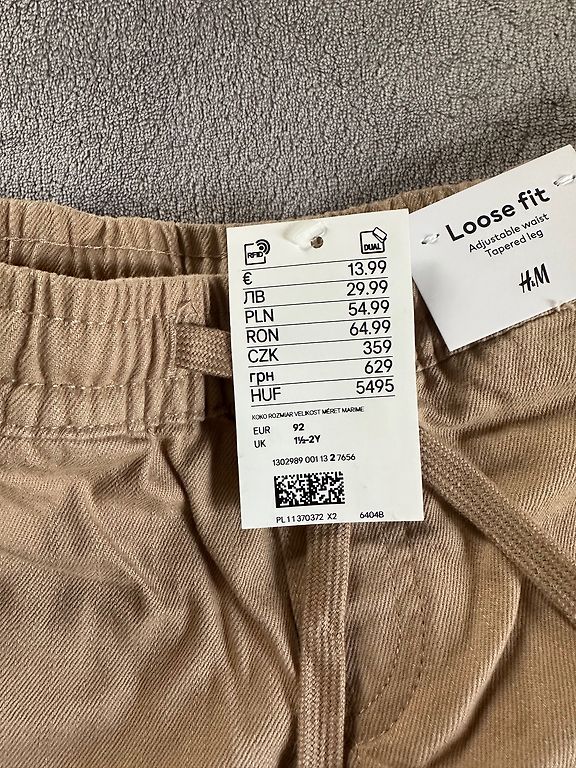 Loose fit
Adjustable waist
Tapered leg
H&M
RFID
DUAL
€ 13.99
ЛВ 29.99
PLN 54.99
RON 64.99
CZK 359
грн 629
HUF 5495
KOKO ROZMIAR VELIKOST MÉRET MARIME
EUR 92
UK 1½-2Y
1302989 001 13 2 7656
PL 11 370372 X2 6404B